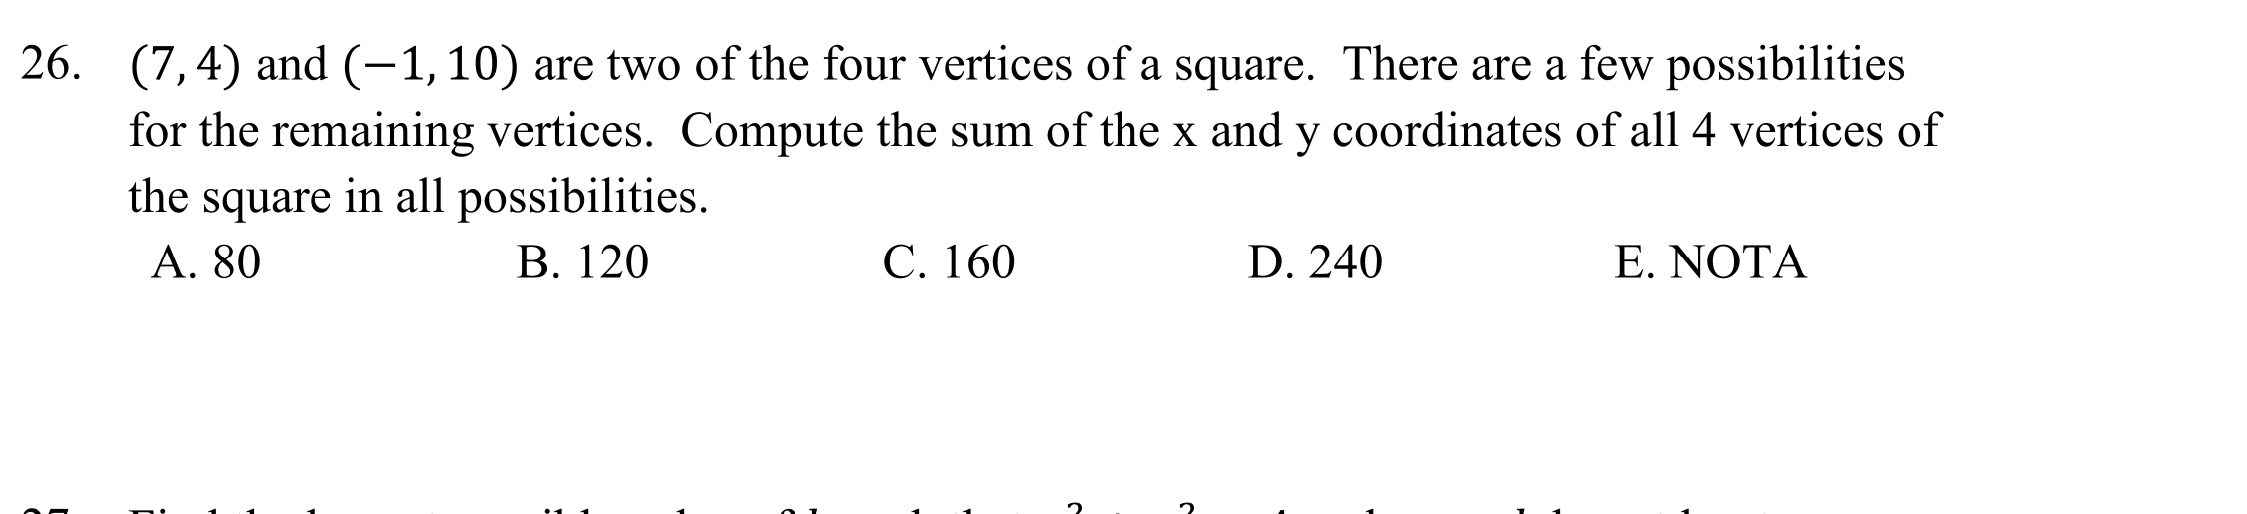 26. (7, 4) and (−1, 10) are two of the four vertices of a square. There are a few possibilities
for the remaining vertices. Compute the sum of the x and y coordinates of all 4 vertices of
the square in all possibilities.
A. 80 B. 120 C. 160 D. 240 E. NOTA